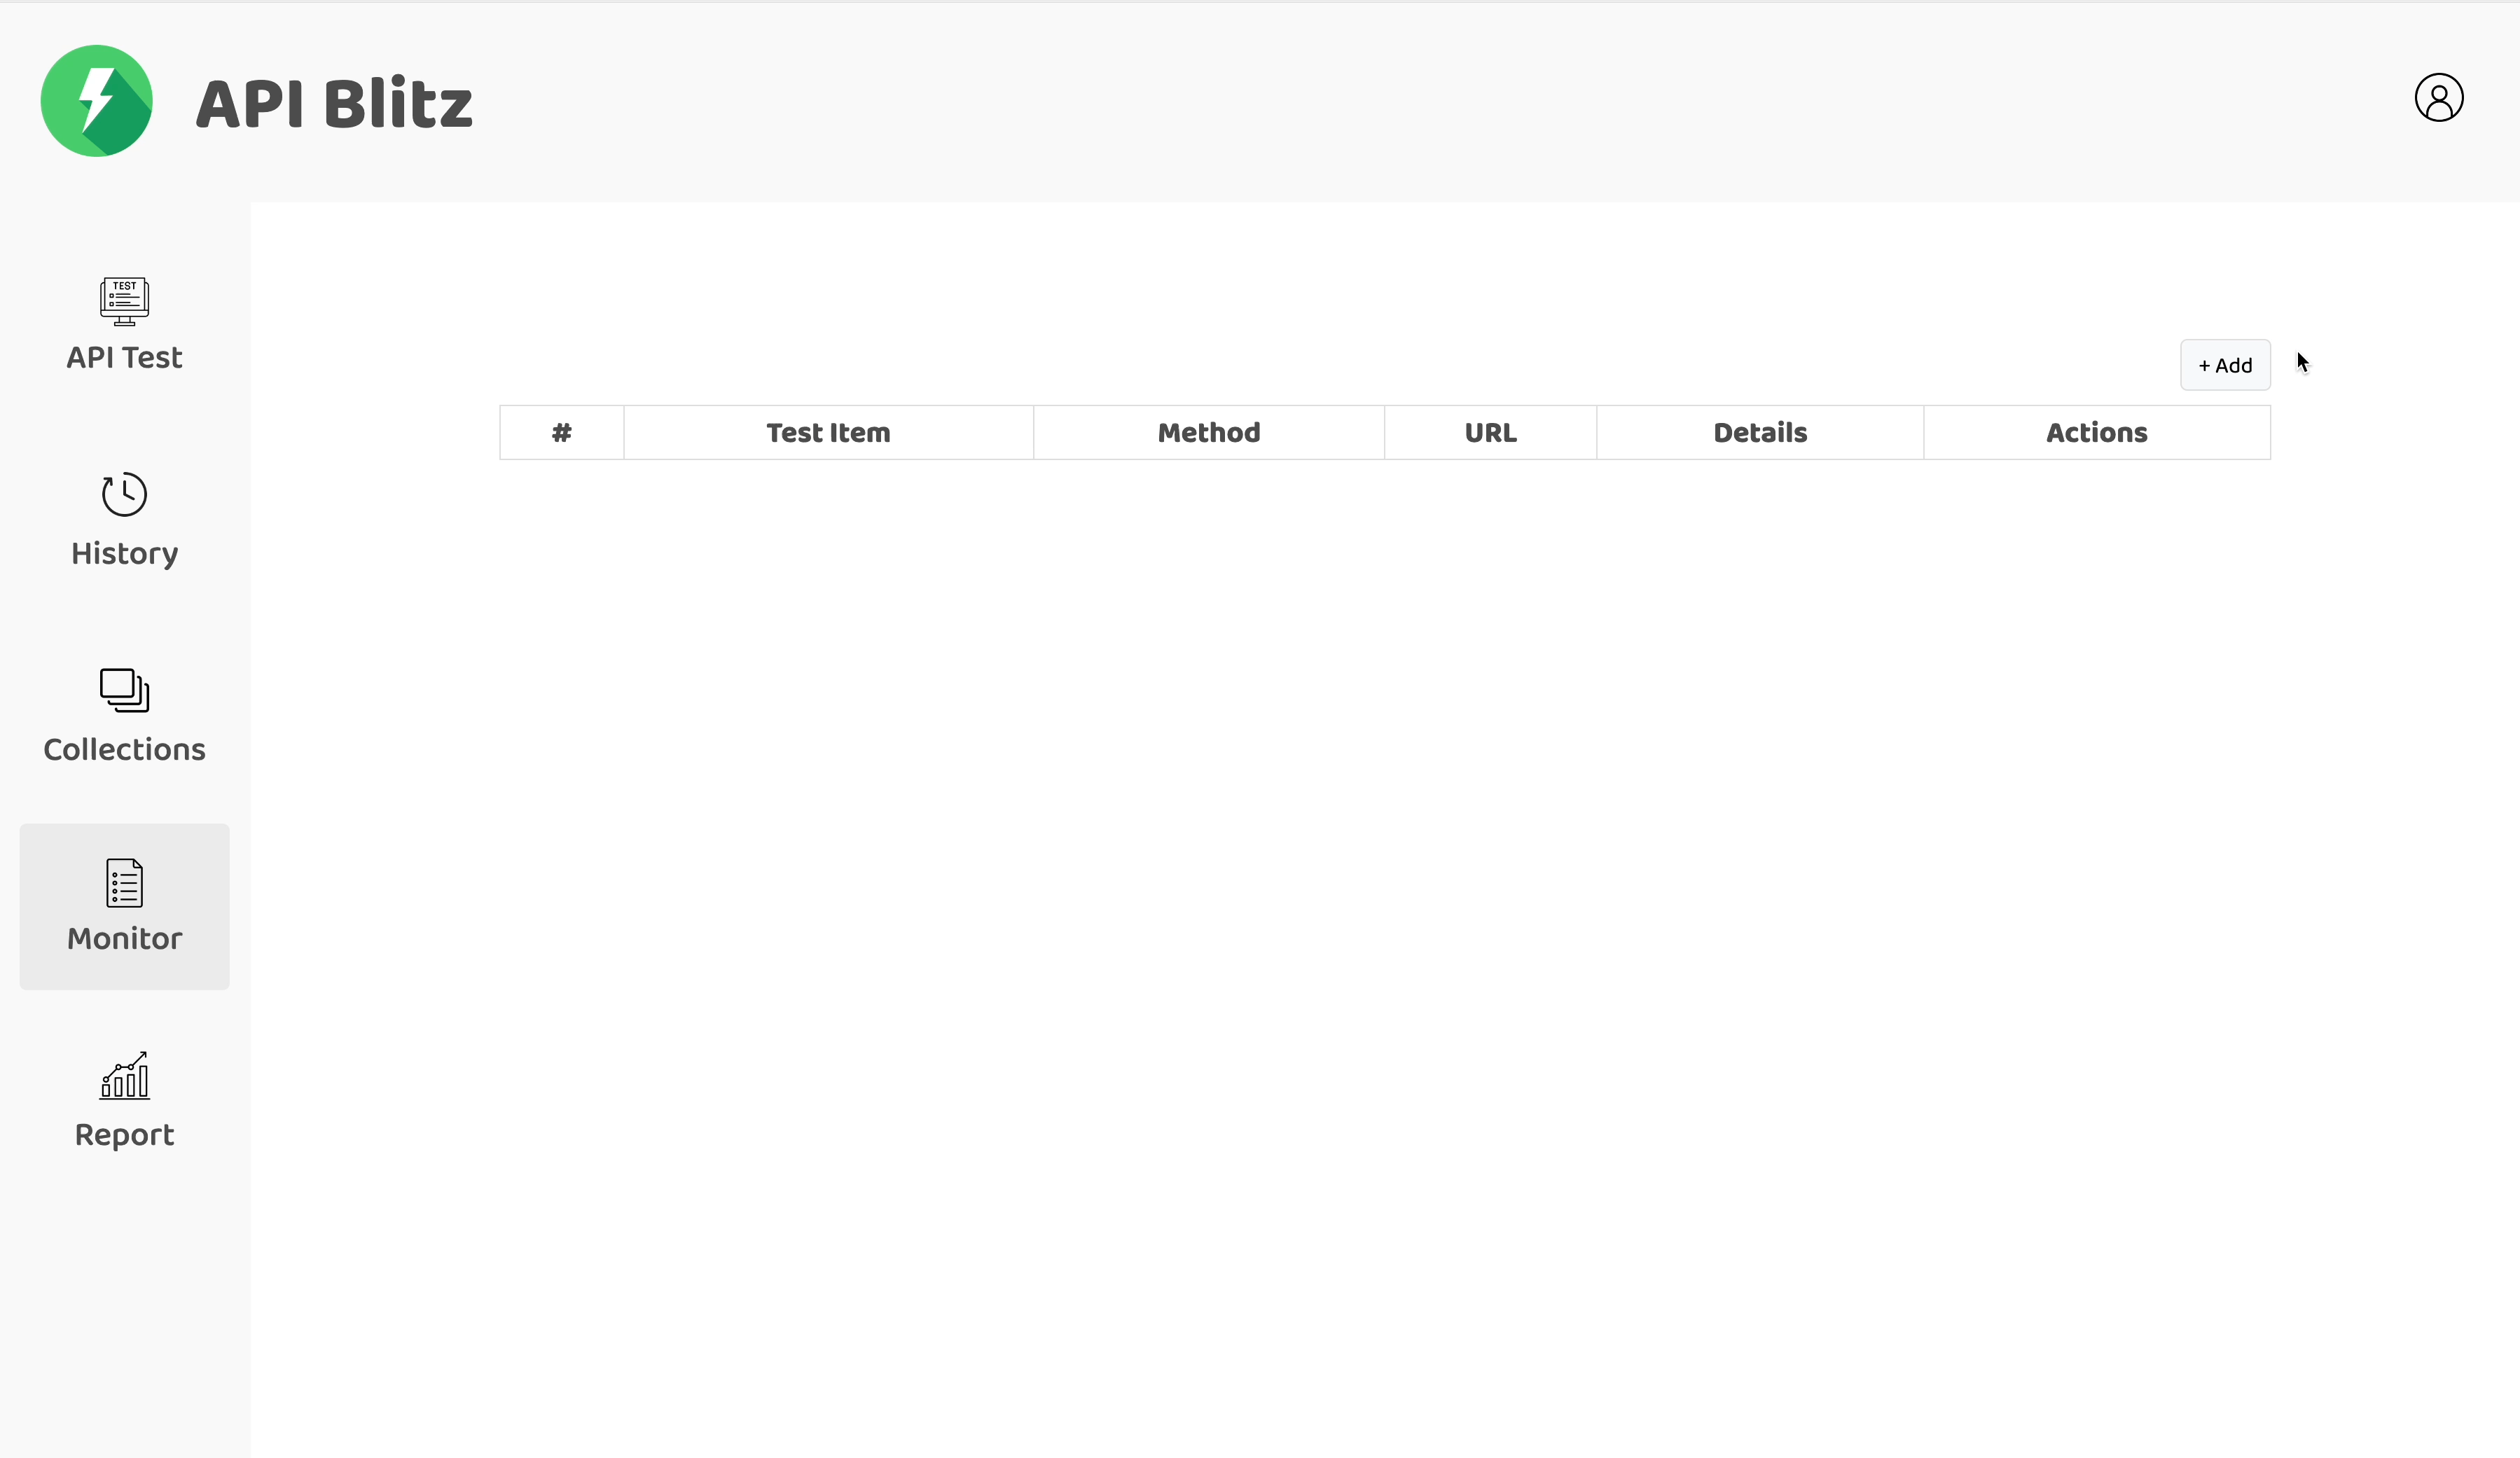 API Blitz
TEST
API Test
History
Collections
Monitor
Report
+ Add
# Test Item Method URL Details Actions